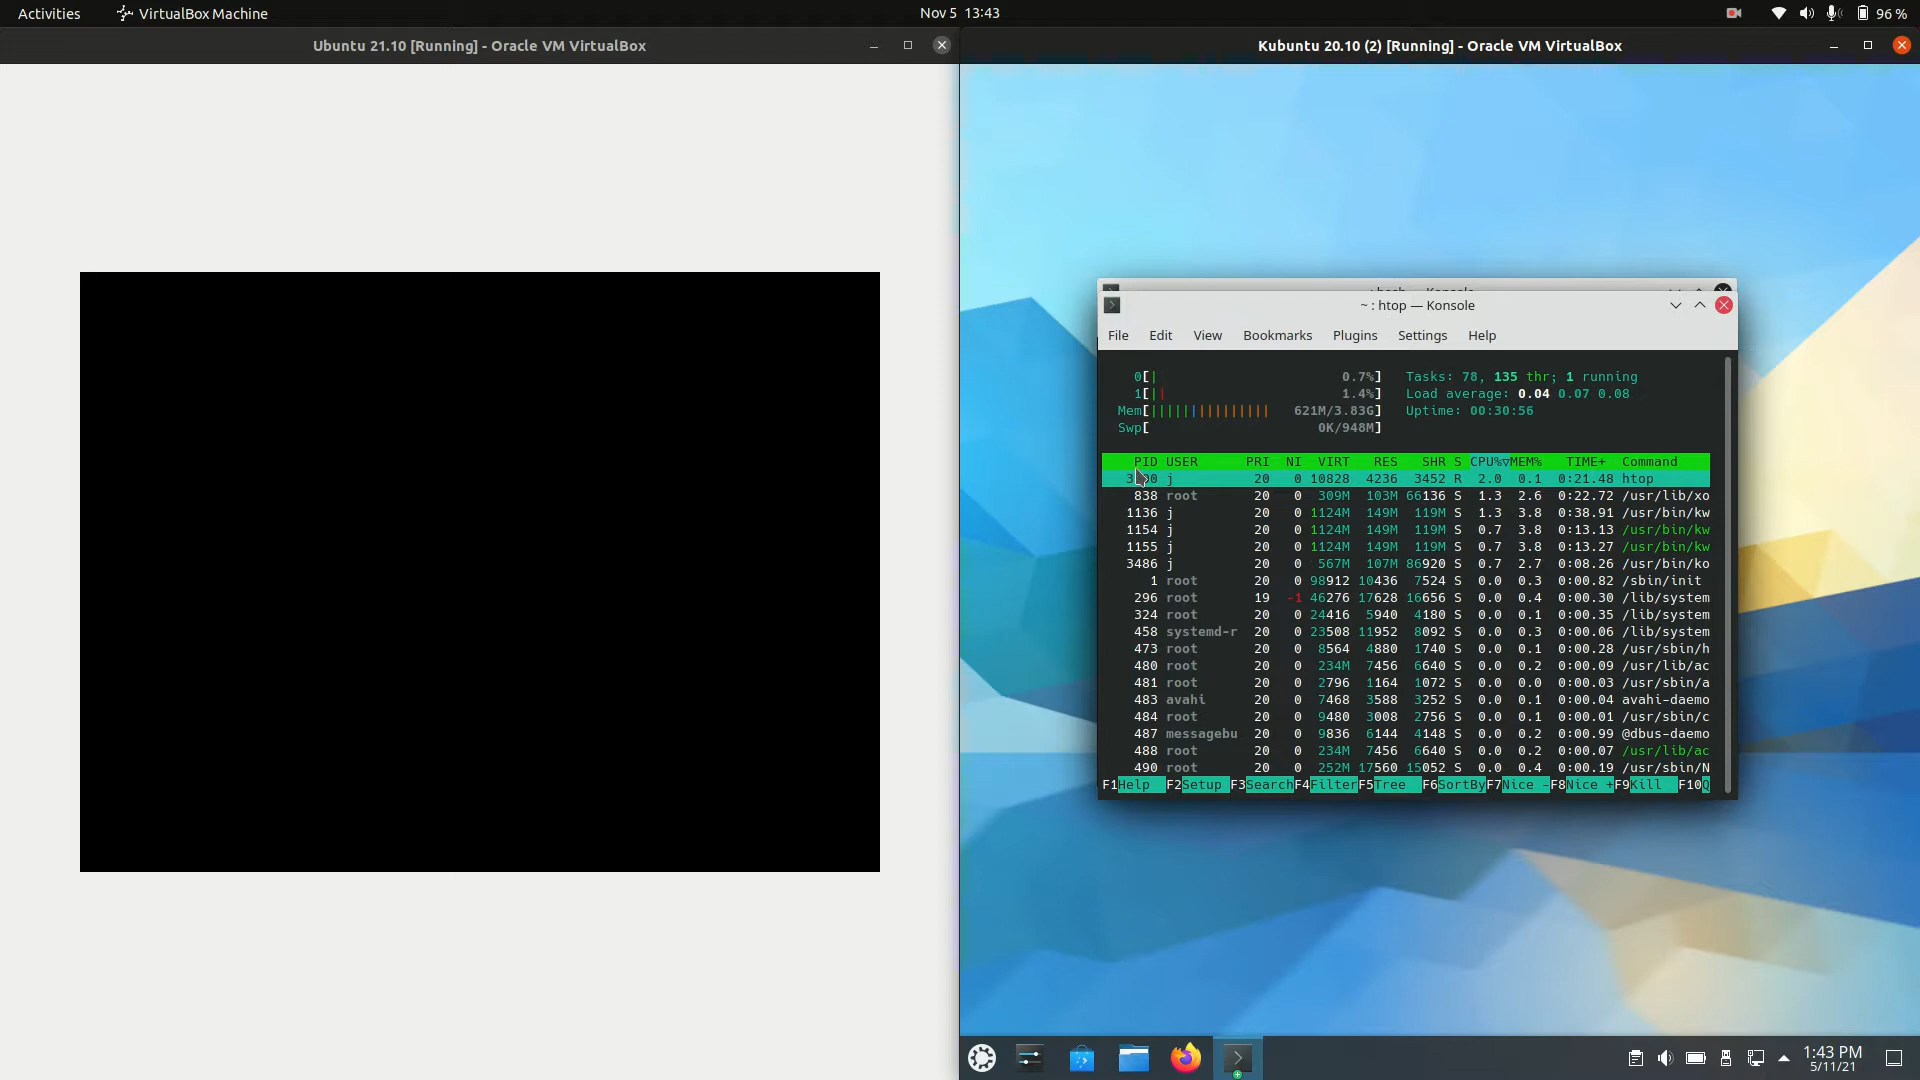 Activities
VirtualBox Machine
Nov 5 13:43
96 %
Ubuntu 21.10 [Running] - Oracle VM VirtualBox
Kubuntu 20.10 (2) [Running] - Oracle VM VirtualBox
~ : htop — Konsole
File Edit View Bookmarks Plugins Settings Help
0[| 0.7%] Tasks: 78, 135 thr; 1 running
1[|| 1.4%] Load average: 0.04 0.07 0.08
Mem[||||||||||||||| 621M/3.83G] Uptime: 00:30:56
Swp[ 0K/948M]
PID USER PRI NI VIRT RES SHR S CPU%▽MEM% TIME+ Command
j 20 0 10828 4236 3452 R 2.0 0.1 0:21.48 htop
838 root 20 0 309M 103M 66136 S 1.3 2.6 0:22.72 /usr/lib/xo
1136 j 20 0 1124M 149M 119M S 1.3 3.8 0:38.91 /usr/bin/kw
1154 j 20 0 1124M 149M 119M S 0.7 3.8 0:13.13 /usr/bin/kw
1155 j 20 0 1124M 149M 119M S 0.7 3.8 0:13.27 /usr/bin/kw
3486 j 20 0 567M 107M 86920 S 0.7 2.7 0:08.26 /usr/bin/ko
1 root 20 0 98912 10436 7524 S 0.0 0.3 0:00.82 /sbin/init
296 root 19 -1 46276 17628 16656 S 0.0 0.4 0:00.30 /lib/system
324 root 20 0 24416 5940 4180 S 0.0 0.1 0:00.35 /lib/system
458 systemd-r 20 0 23508 11952 8092 S 0.0 0.3 0:00.06 /lib/system
473 root 20 0 8564 4880 1740 S 0.0 0.1 0:00.28 /usr/sbin/h
480 root 20 0 234M 7456 6640 S 0.0 0.2 0:00.09 /usr/lib/ac
481 root 20 0 2796 1164 1072 S 0.0 0.0 0:00.03 /usr/sbin/a
483 avahi 20 0 7468 3588 3252 S 0.0 0.1 0:00.04 avahi-daemo
484 root 20 0 9480 3008 2756 S 0.0 0.1 0:00.01 /usr/sbin/c
487 messagebu 20 0 9836 6144 4148 S 0.0 0.2 0:00.99 @dbus-daemo
488 root 20 0 234M 7456 6640 S 0.0 0.2 0:00.07 /usr/lib/ac
490 root 20 0 252M 17560 15052 S 0.0 0.4 0:00.19 /usr/sbin/N
F1Help F2Setup F3SearchF4FilterF5Tree F6SortByF7Nice -F8Nice +F9Kill F10Q
1:43 PM
5/11/21